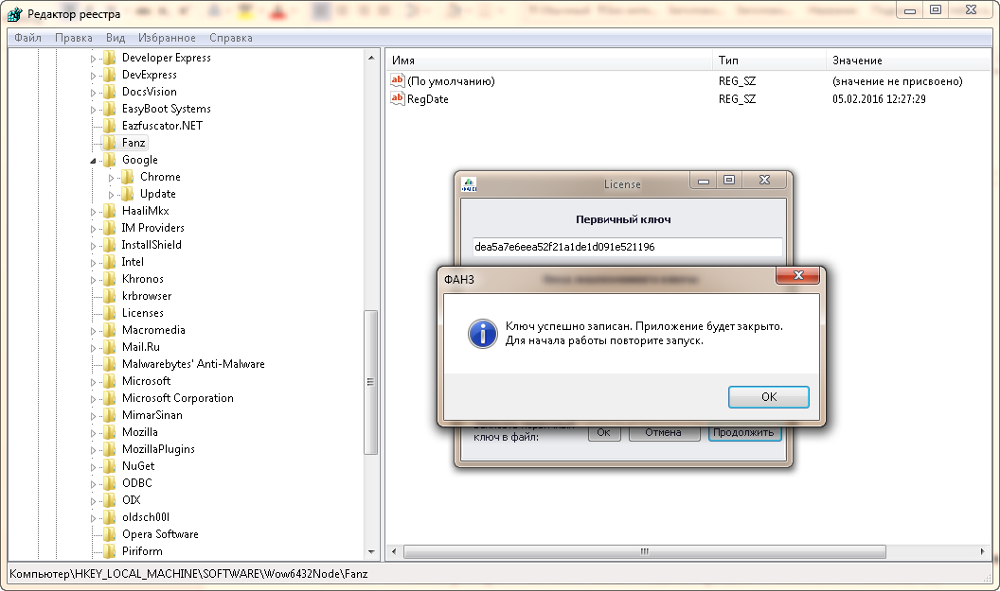 Редактор реестра
Файл Правка Вид Избранное Справка
Developer Express
DevExpress
DocsVision
EasyBoot Systems
Eazfuscator.NET
Fanz
Google
Chrome
Update
HaaliMkx
IM Providers
InstallShield
Intel
Khronos
krbrowser
Licenses
Macromedia
Mail.Ru
Malwarebytes' Anti-Malware
Microsoft
Microsoft Corporation
MimarSinan
Mozilla
MozillaPlugins
NuGet
ODBC
OIX
oldsch00l
Opera Software
Piriform
Имя Тип Значение
(По умолчанию) REG_SZ (значение не присвоено)
RegDate REG_SZ 05.02.2016 12:27:29
License
Первичный ключ
dea5a7e6eea52f21a1de1d091e521196
ФАНЗ
Ключ успешно записан. Приложение будет закрыто.
Для начала работы повторите запуск.
OK
ключ в файл: Ок Отмена Продолжить
Компьютер\HKEY_LOCAL_MACHINE\SOFTWARE\Wow6432Node\Fanz